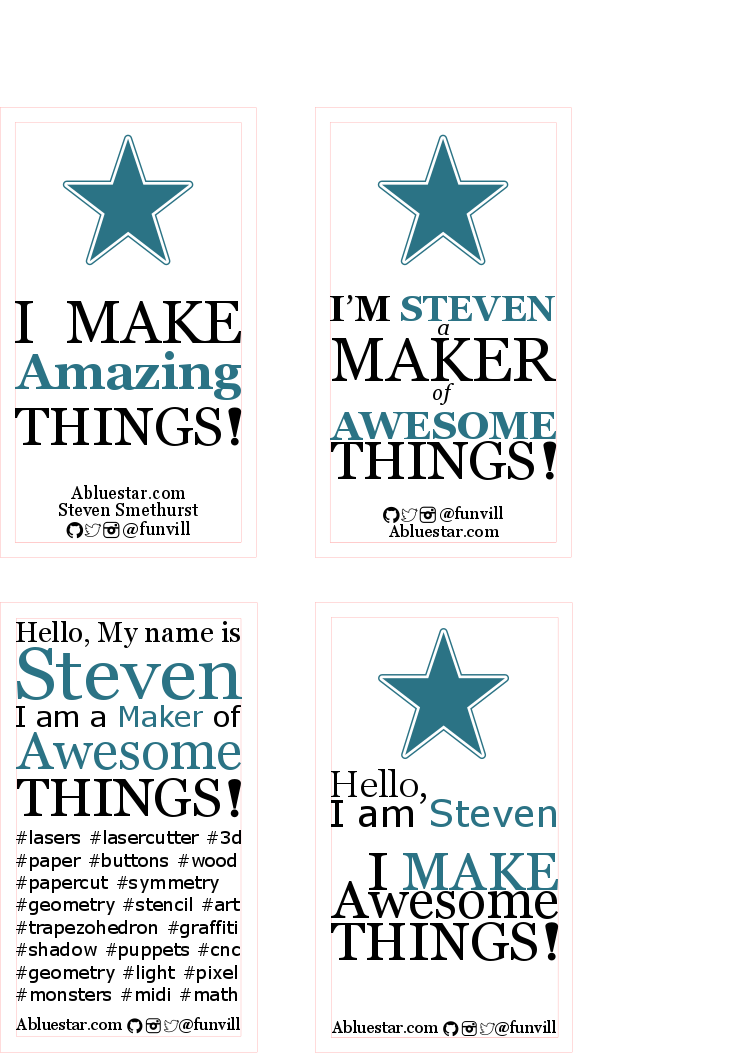 I MAKE
Amazing
THINGS!
Abluestar.com
Steven Smethurst
@funvill
I'M STEVEN
a
MAKER
of
AWESOME
THINGS!
@funvill
Abluestar.com
Hello, My name is
Steven
I am a Maker of
Awesome
THINGS!
#lasers #lasercutter #3d
#paper #buttons #wood
#papercut #symmetry
#geometry #stencil #art
#trapezohedron #graffiti
#shadow #puppets #cnc
#geometry #light #pixel
#monsters #midi #math
Abluestar.com @funvill
Hello,
I am Steven
I MAKE
Awesome
THINGS!
Abluestar.com @funvill